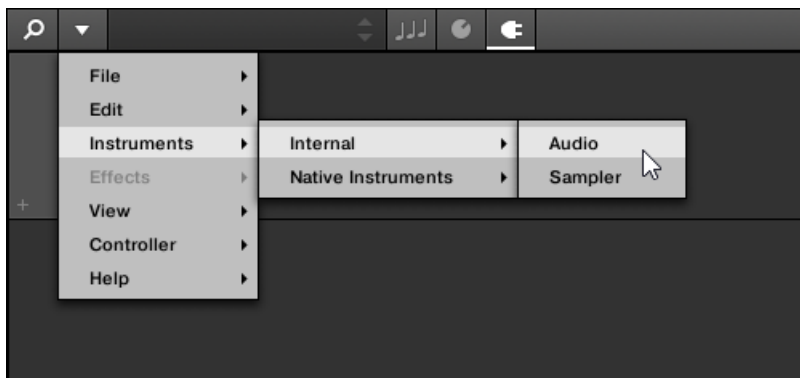 File
Edit
Instruments
Internal
Audio
Effects
Native Instruments
Sampler
View
Controller
Help